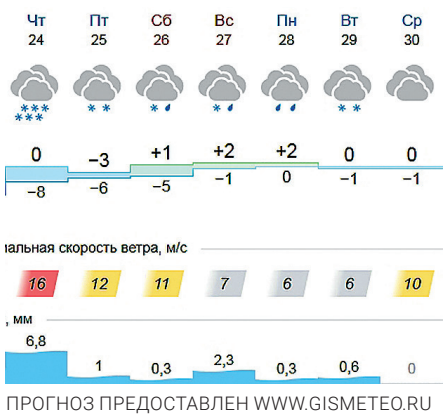 Чт Пт Сб Вс Пн Вт Ср
24 25 26 27 28 29 30
0 −3 +1 +2 +2 0 0
−8 −6 −5 −1 0 −1 −1
альная скорость ветра, м/с
16 12 11 7 6 6 10
, мм
6,8 1 0,3 2,3 0,3 0,6 0
ПРОГНОЗ ПРЕДОСТАВЛЕН WWW.GISMETEO.RU